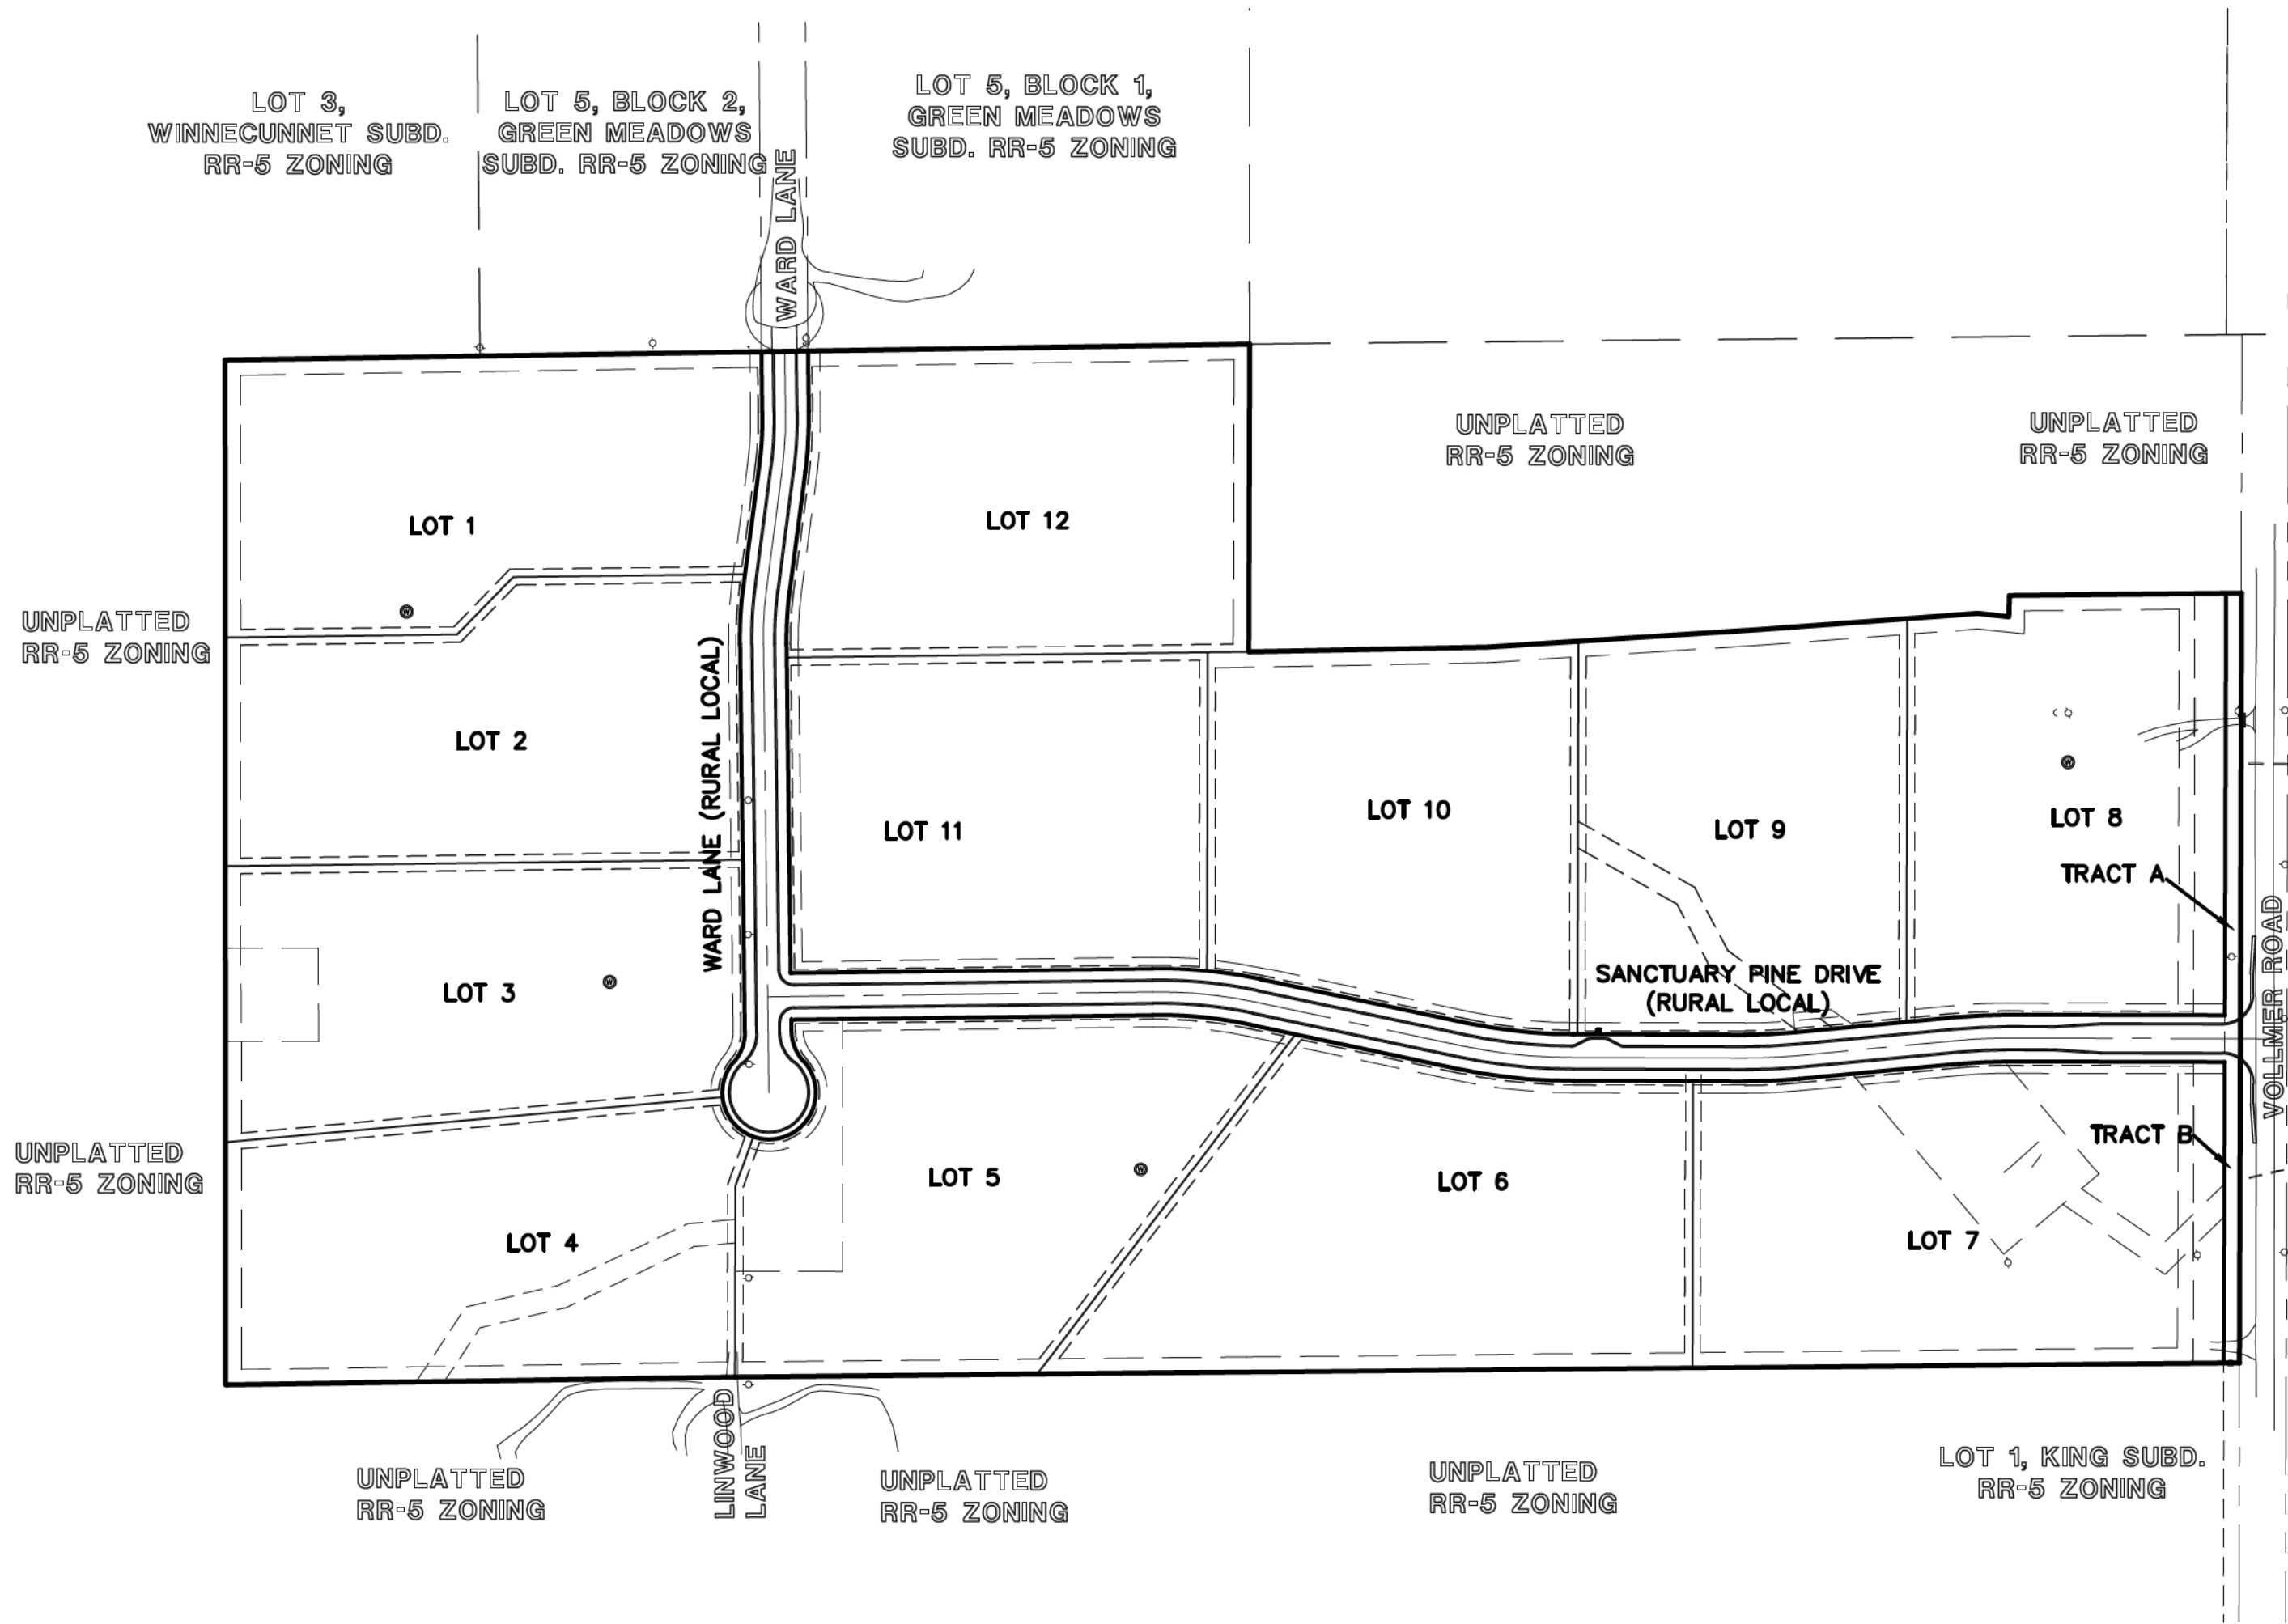 LOT 3,
WINNECUNNET SUBD.
RR-5 ZONING
LOT 5, BLOCK 2,
GREEN MEADOWS
SUBD. RR-5 ZONING
LOT 5, BLOCK 1,
GREEN MEADOWS
SUBD. RR-5 ZONING
WARD LANE
UNPLATTED
RR-5 ZONING
UNPLATTED
RR-5 ZONING
LOT 1
LOT 12
UNPLATTED
RR-5 ZONING
W
WARD LANE (RURAL LOCAL)
LOT 2
LOT 11
LOT 10
LOT 9
W
LOT 8
TRACT A
VOLLMER ROAD
LOT 3
W
SANCTUARY PINE DRIVE
(RURAL LOCAL)
TRACT B
UNPLATTED
RR-5 ZONING
LOT 5
W
LOT 6
LOT 4
LOT 7
LINWOOD
LANE
UNPLATTED
RR-5 ZONING
UNPLATTED
RR-5 ZONING
UNPLATTED
RR-5 ZONING
LOT 1, KING SUBD.
RR-5 ZONING